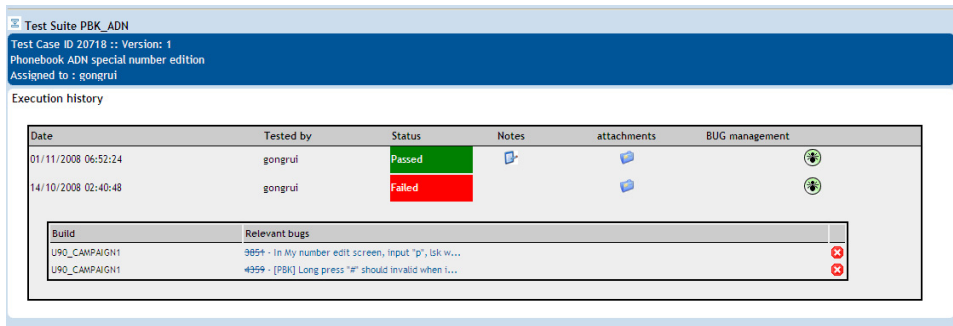 Test Suite PBK_ADN
Test Case ID 20718 :: Version: 1
Phonebook ADN special number edition
Assigned to : gongrui
Execution history
Date Tested by Status Notes attachments BUG management
01/11/2008 06:52:24 gongrui Passed
14/10/2008 02:40:48 gongrui Failed
Build Relevant bugs
U90_CAMPAIGN1 3851 - In My number edit screen, input "p", lsk w...
U90_CAMPAIGN1 4359 - [PBK] Long press "#" should invalid when i...